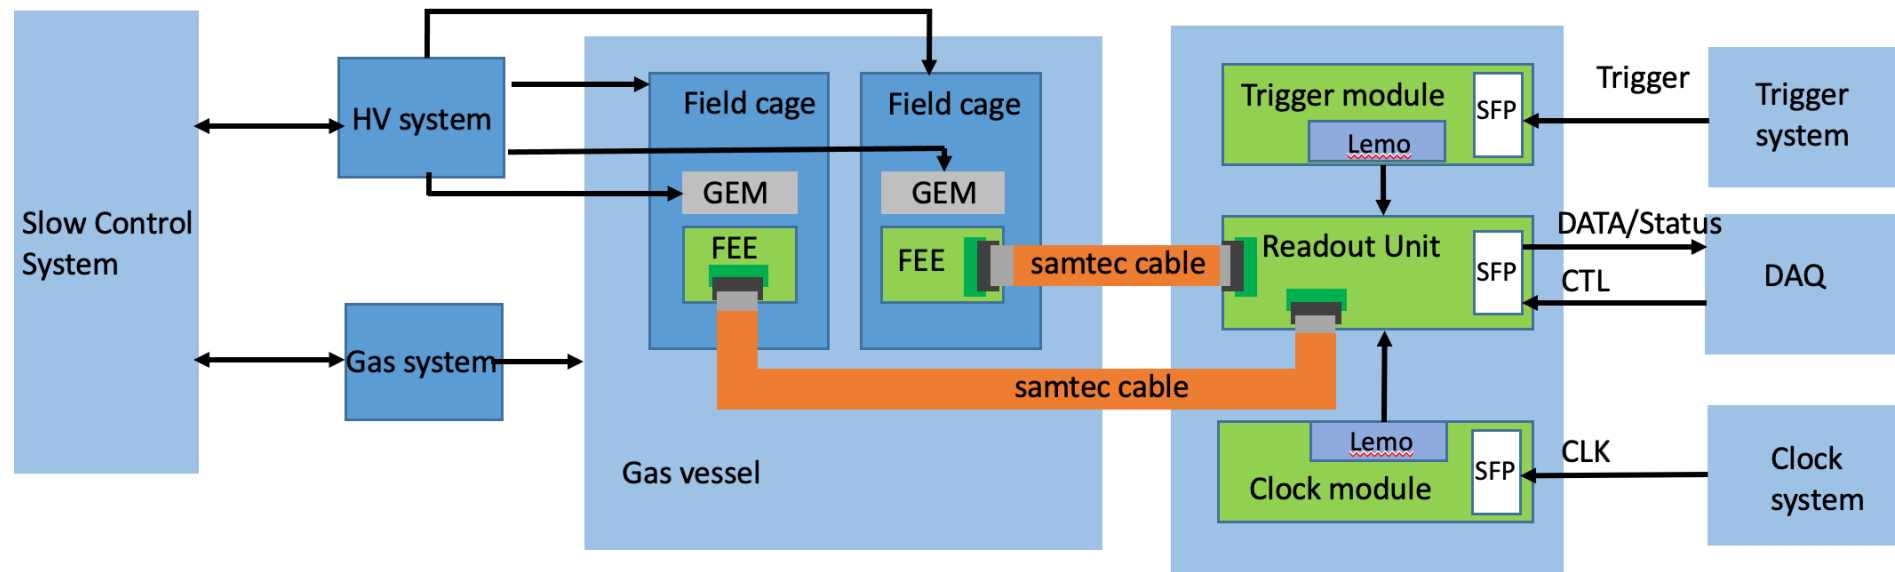 Slow Control
System
HV system
Gas system
Field cage
GEM
FEE
Field cage
GEM
FEE
samtec cable
samtec cable
Gas vessel
Trigger module
Lemo
SFP
Readout Unit
SFP
Lemo
Clock module
SFP
Trigger
DATA/Status
CTL
CLK
Trigger
system
DAQ
Clock
system